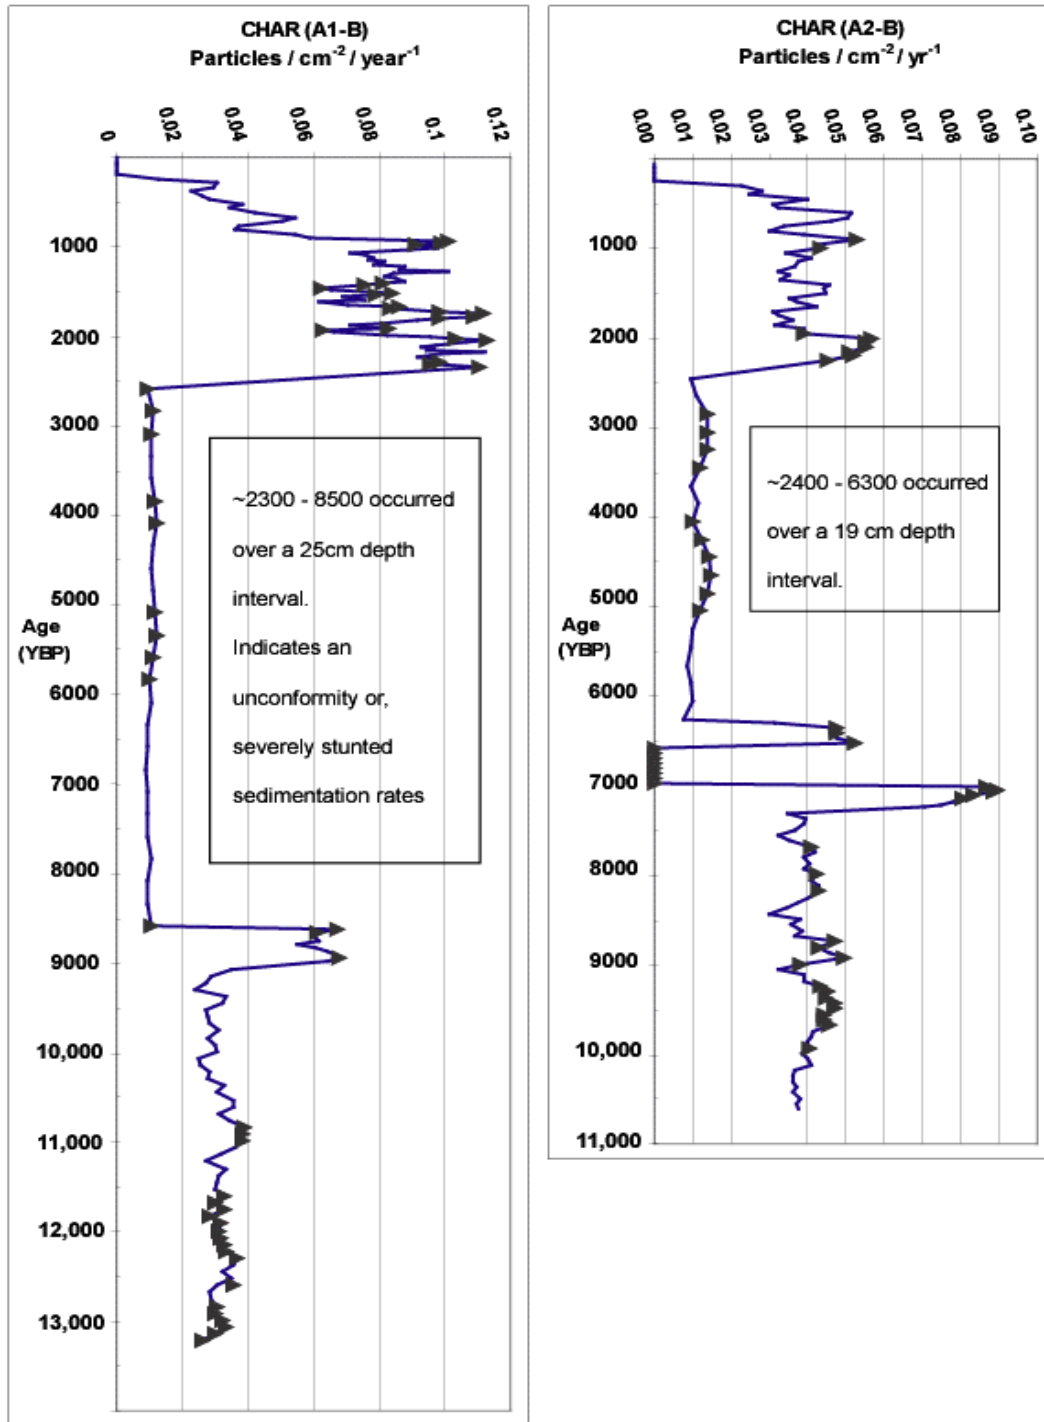 CHAR (A1-B)
Particles / cm⁻² / year⁻¹
0 0.02 0.04 0.06 0.08 0.1 0.12
1000
2000
3000
4000
5000
Age
(YBP)
6000
7000
8000
9000
10,000
11,000
12,000
13,000
~2300 - 8500 occurred
over a 25cm depth
interval.
Indicates an
unconformity or,
severely stunted
sedimentation rates
CHAR (A2-B)
Particles / cm⁻² / yr⁻¹
0.00 0.01 0.02 0.03 0.04 0.05 0.06 0.07 0.08 0.09 0.10
1000
2000
3000
4000
5000
Age
(YBP)
6000
7000
8000
9000
10,000
11,000
~2400 - 6300 occurred
over a 19 cm depth
interval.